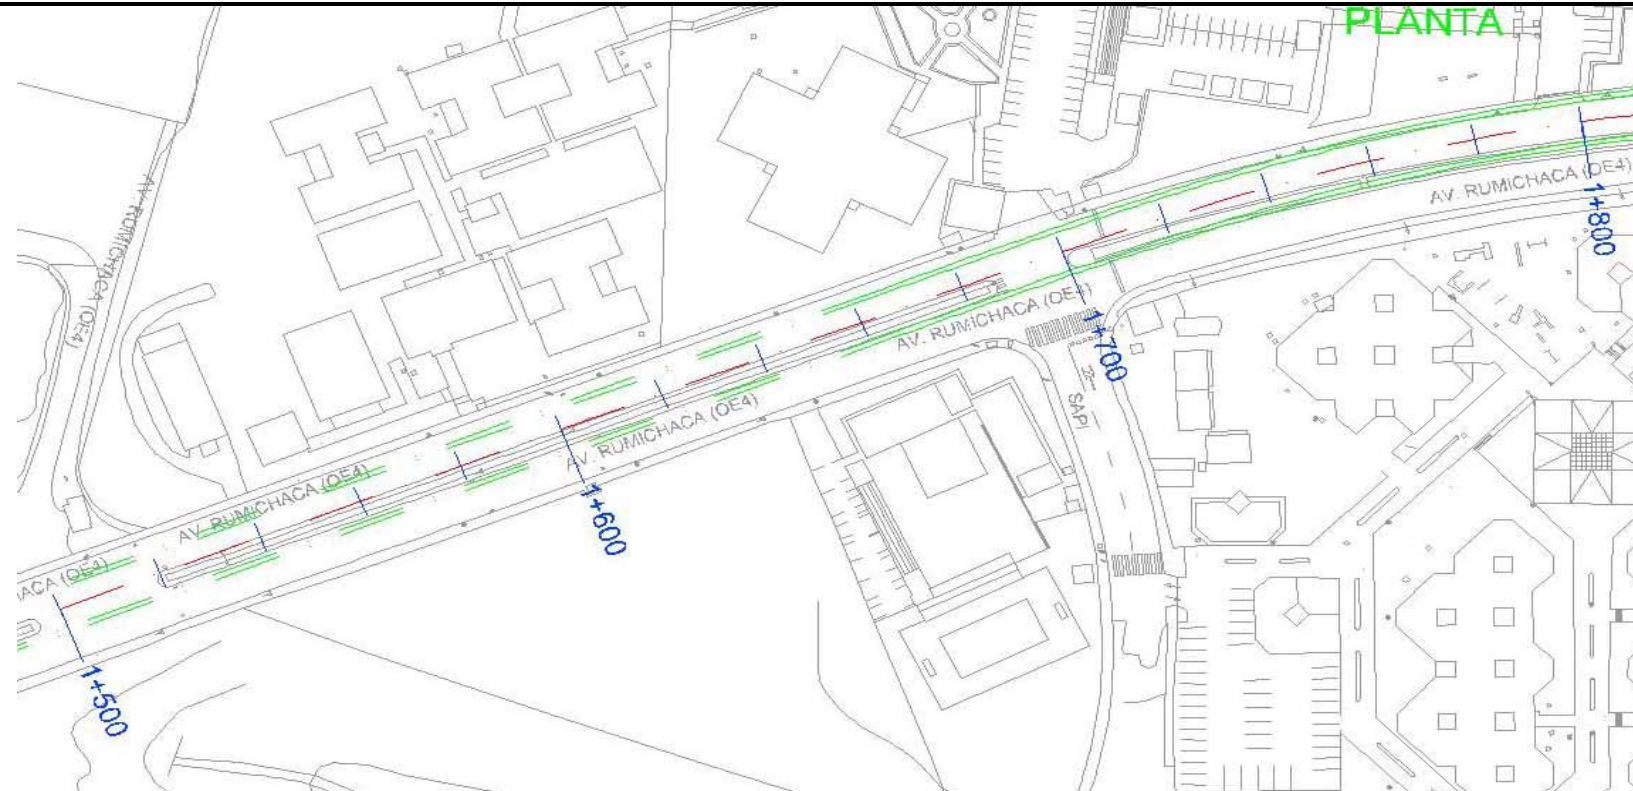 PLANTA
AV. RUMICHACA (OE4)
AV. RUMICHACA (OE4)
1+800
AV. RUMICHACA (OE4)
1+700
SAPI
AV. RUMICHACA (OE4)
1+600
AV. RUMICHACA (OE4)
HACA (OE4)
1+500